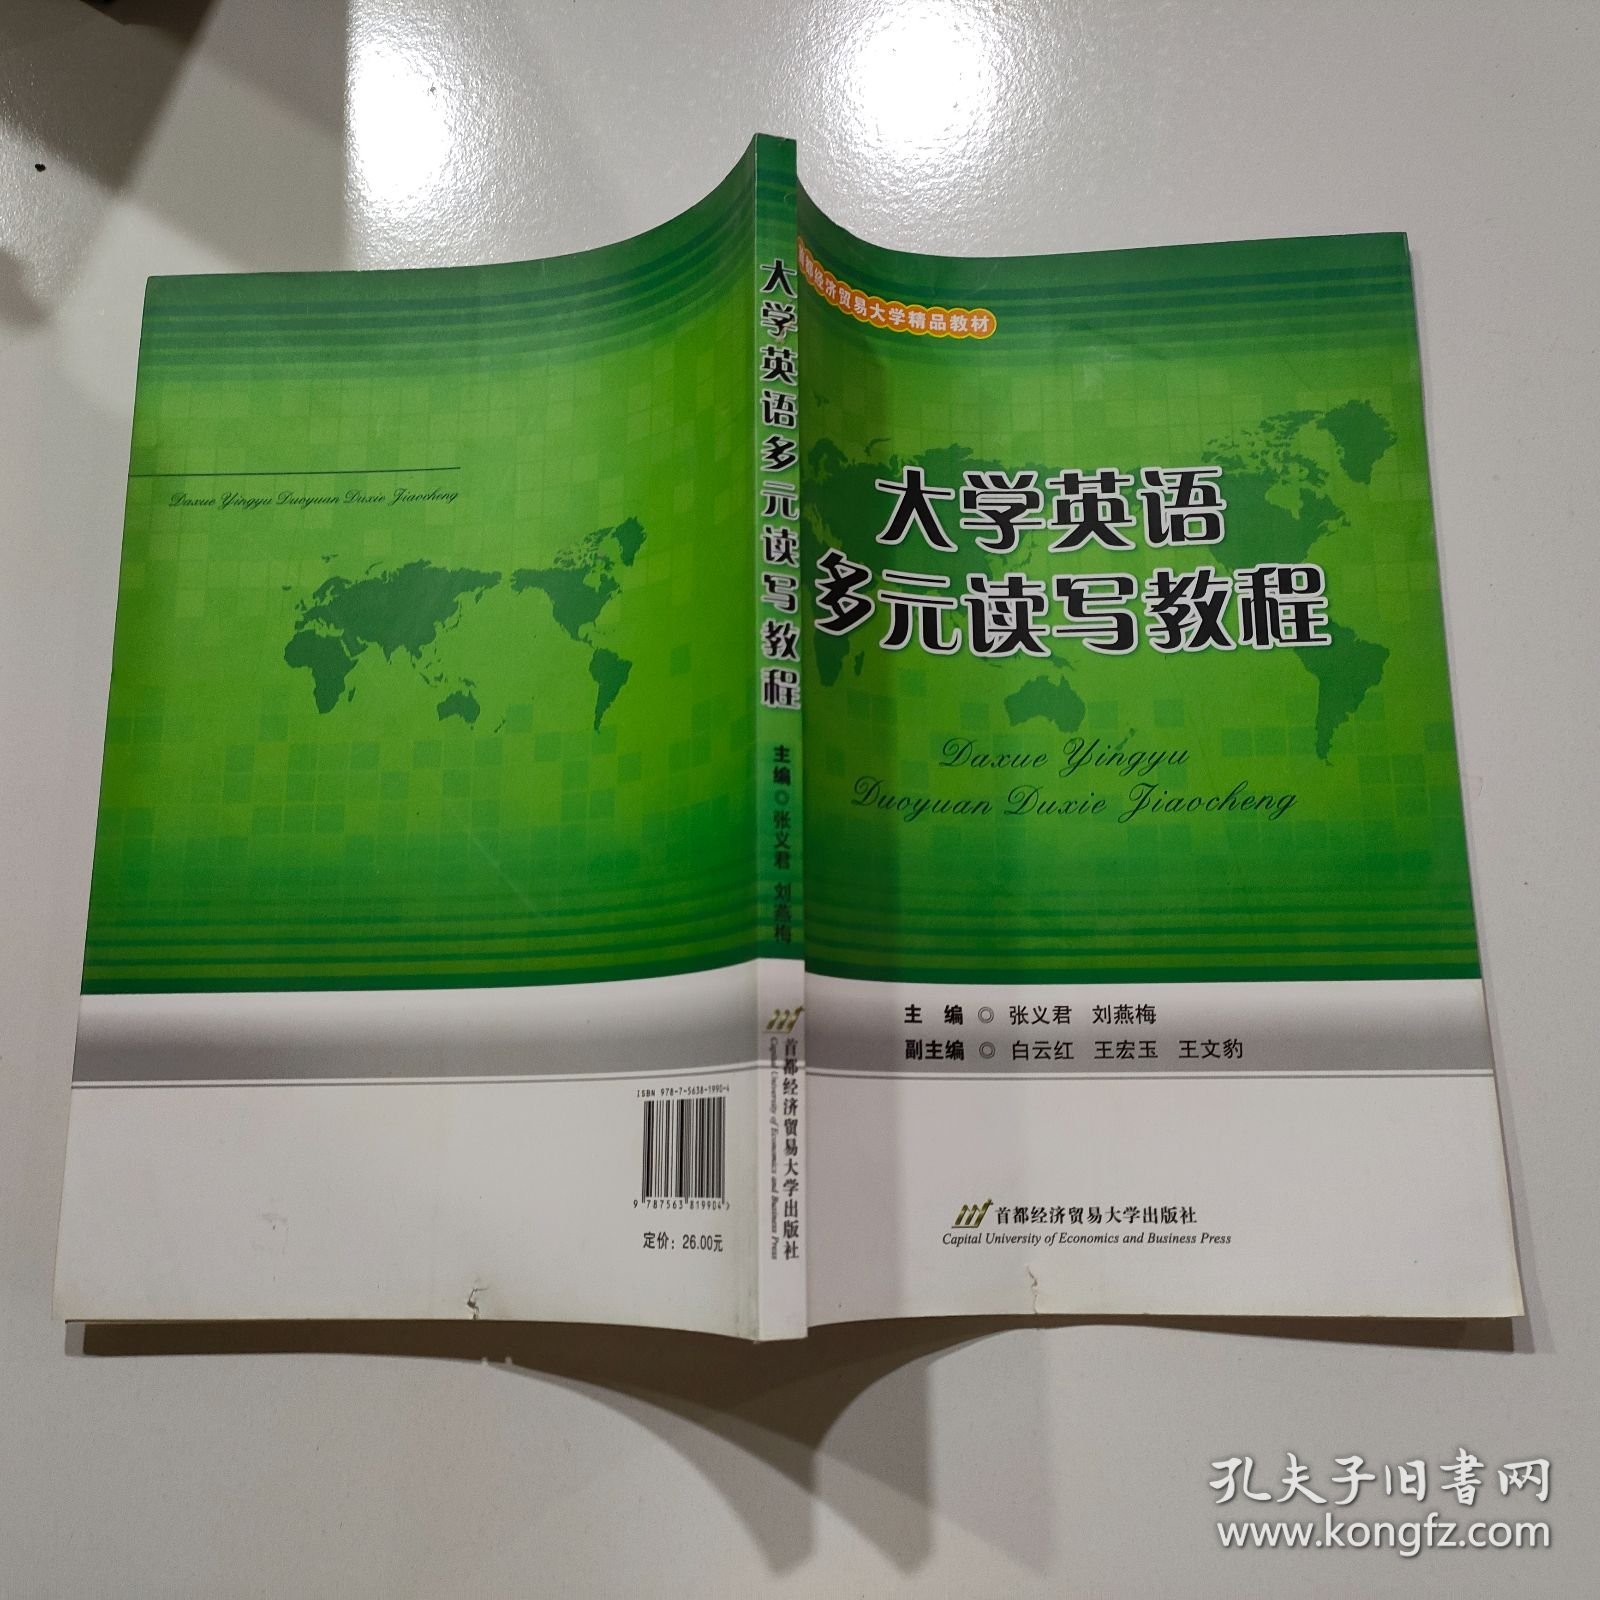 Daxue Yingyu Duoyuan Duxie Jiaocheng
ISBN 978-7-5638-1990-4
9 787563 819904 >
定价：26.00元
大学英语多元读写教程
主编◎张义君 刘燕梅
首都经济贸易大学出版社
Capital University of Economics and Business Press
首都经济贸易大学精品教材
大学英语
多元读写教程
Daxue Yingyu
Duoyuan Duxie Jiaocheng
主 编 ◎ 张义君 刘燕梅
副主编 ◎ 白云红 王宏玉 王文豹
首都经济贸易大学出版社
Capital University of Economics and Business Press
孔夫子旧书网
www.kongfz.com